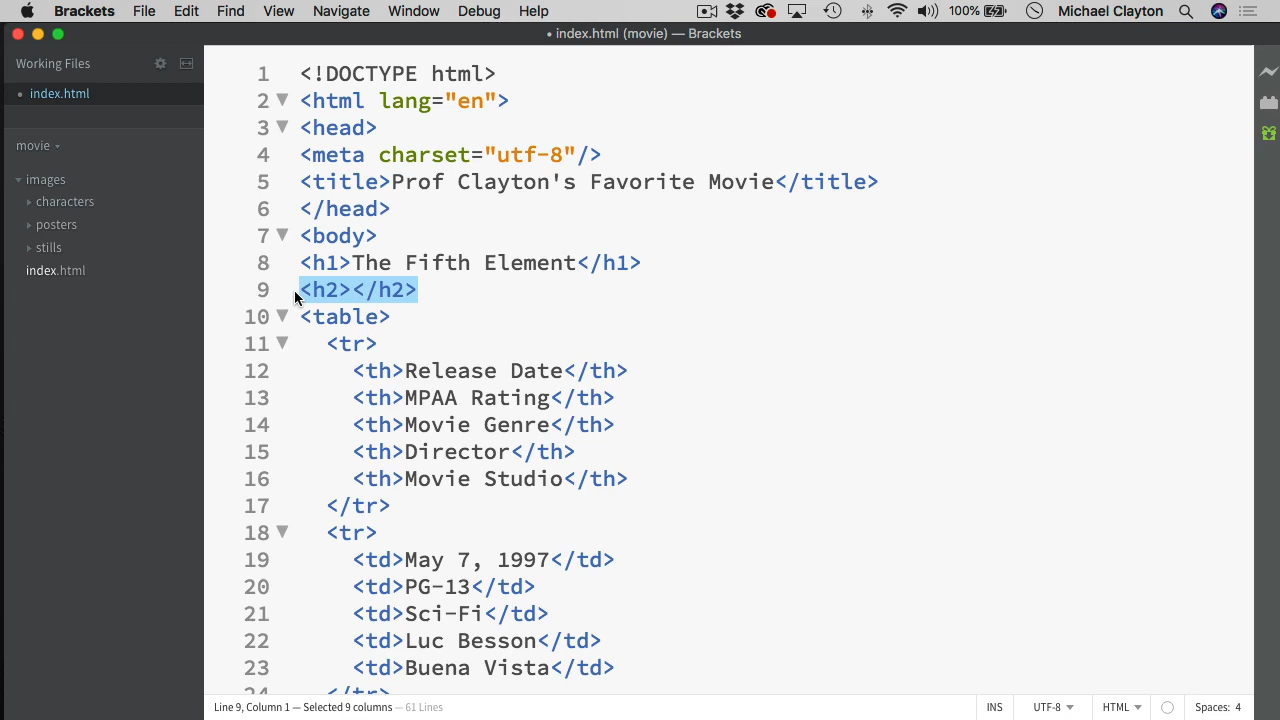 Brackets File Edit Find View Navigate Window Debug Help 100% Michael Clayton
• index.html (movie) — Brackets
Working Files
• index.html
movie
images
characters
posters
stills
index.html
1 <!DOCTYPE html>
2 <html lang="en">
3 <head>
4 <meta charset="utf-8"/>
5 <title>Prof Clayton's Favorite Movie</title>
6 </head>
7 <body>
8 <h1>The Fifth Element</h1>
9 <h2></h2>
10 <table>
11 <tr>
12 <th>Release Date</th>
13 <th>MPAA Rating</th>
14 <th>Movie Genre</th>
15 <th>Director</th>
16 <th>Movie Studio</th>
17 </tr>
18 <tr>
19 <td>May 7, 1997</td>
20 <td>PG-13</td>
21 <td>Sci-Fi</td>
22 <td>Luc Besson</td>
23 <td>Buena Vista</td>
24 </tr>
Line 9, Column 1 — Selected 9 columns — 61 Lines INS UTF-8 HTML Spaces: 4